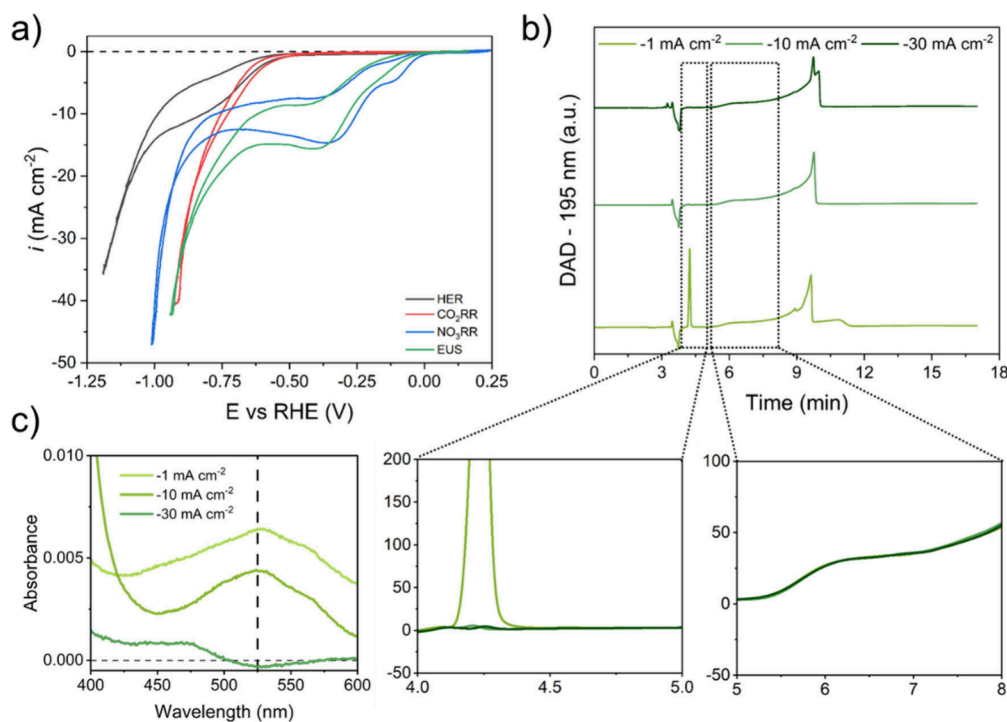 a)
0
-10
-20
-30
-40
-50
i (mA cm⁻²)
-1.25 -1.00 -0.75 -0.50 -0.25 0.00 0.25
E vs RHE (V)
HER
CO₂RR
NO₃RR
EUS
b)
-1 mA cm⁻² -10 mA cm⁻² -30 mA cm⁻²
DAD - 195 nm (a.u.)
0 3 6 9 12 15 18
Time (min)
c)
0.010
0.005
0.000
Absorbance
-1 mA cm⁻²
-10 mA cm⁻²
-30 mA cm⁻²
400 450 500 550 600
Wavelength (nm)
200
150
100
50
0
-50
4.0 4.5 5.0
100
50
0
-50
5 6 7 8